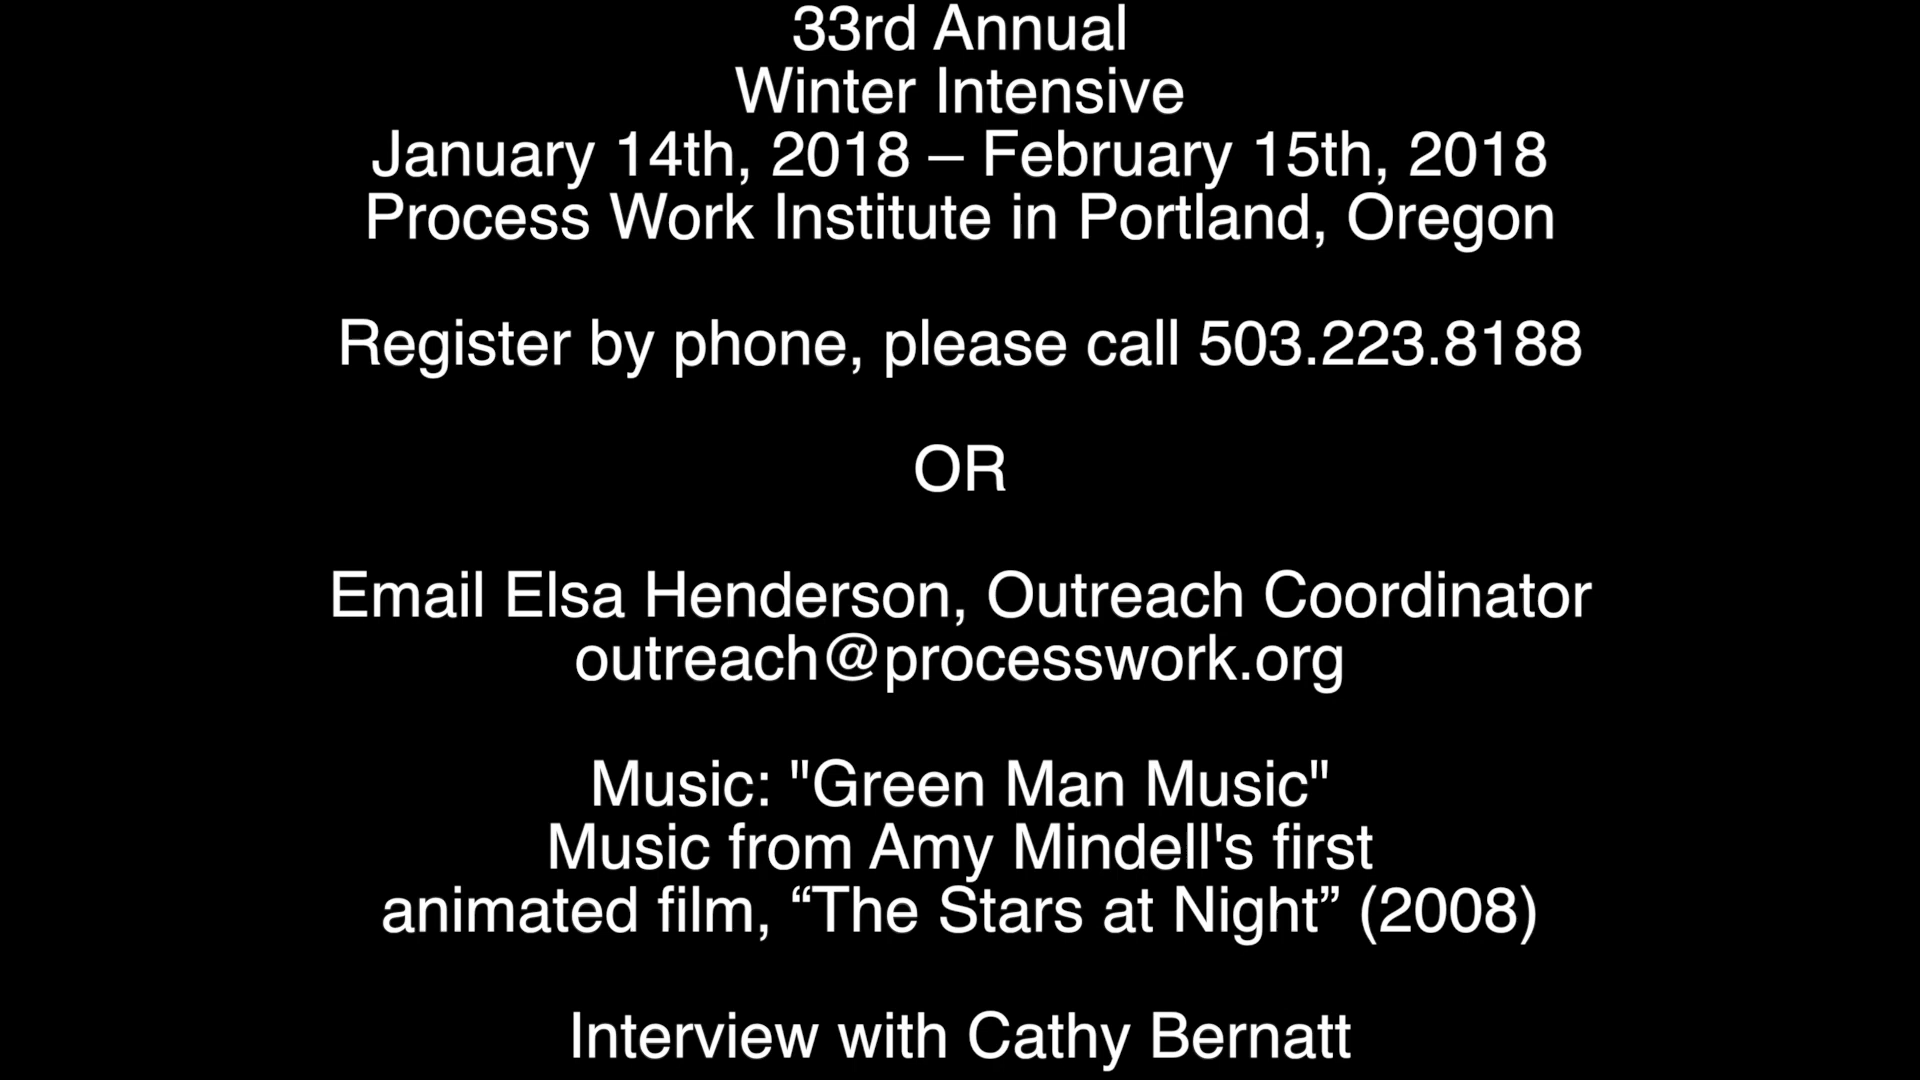 33rd Annual
Winter Intensive
January 14th, 2018 – February 15th, 2018
Process Work Institute in Portland, Oregon
Register by phone, please call 503.223.8188
OR
Email Elsa Henderson, Outreach Coordinator
outreach@processwork.org
Music: "Green Man Music"
Music from Amy Mindell's first
animated film, “The Stars at Night” (2008)
Interview with Cathy Bernatt